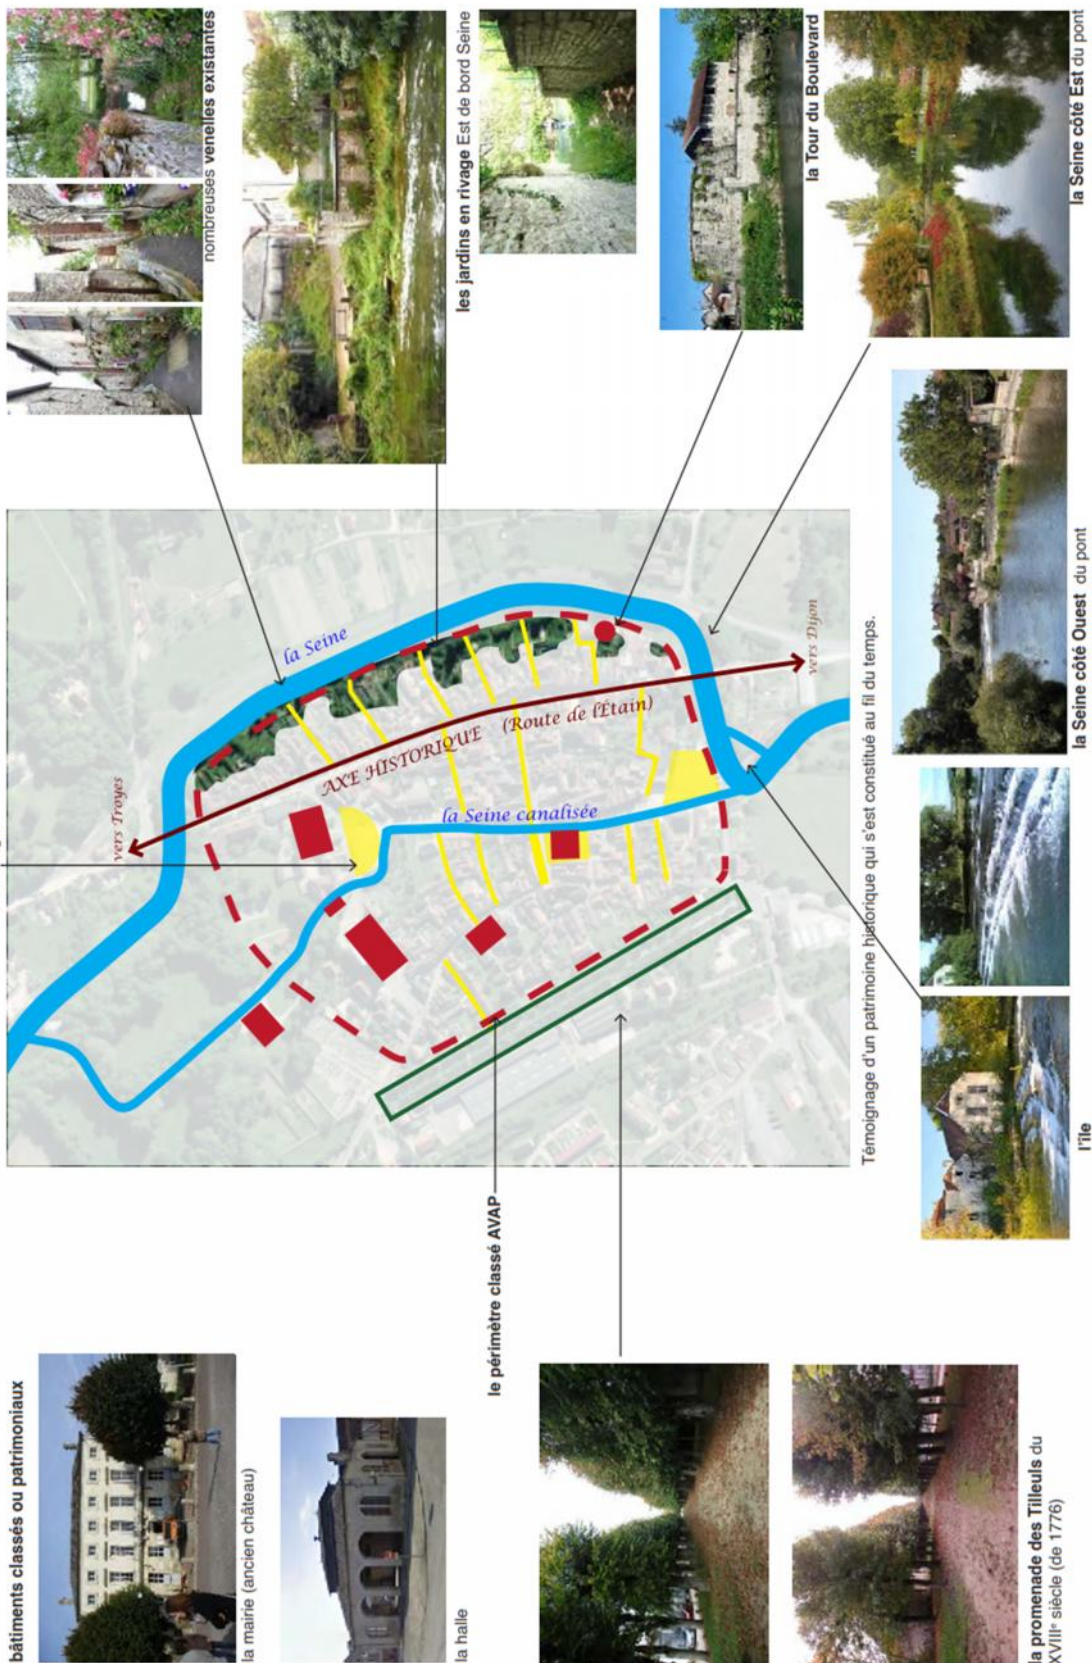 bâtiments classés ou patrimoniaux
la mairie (ancien château)
la halle
le périmètre classé AVAP
la promenade des Tilleuls du
XVIIIᵉ siècle (de 1776)
vers Troyes
la Seine
AXE HISTORIQUE (Route de l'Étain)
la Seine canalisée
vers Dijon
Témoignage d'un patrimoine historique qui s'est constitué au fil du temps.
l'île
la Seine côté Ouest du pont
nombreuses venelles existantes
les jardins en rivage Est de bord Seine
la Tour du Boulevard
la Seine côté Est du pont